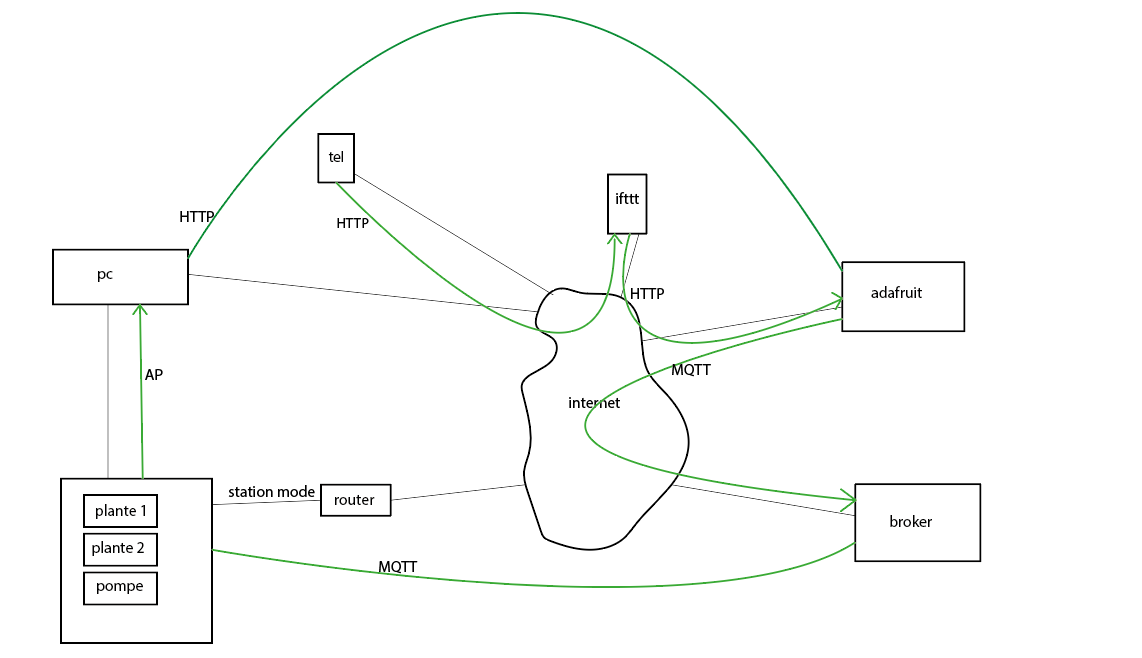 tel
ifttt
HTTP
HTTP
pc
HTTP
adafruit
AP
MQTT
internet
station mode
router
plante 1
plante 2
pompe
broker
MQTT